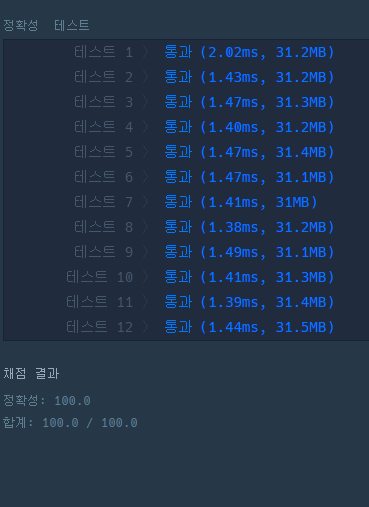 정확성 테스트
테스트 1 〉 통과 (2.02ms, 31.2MB)
테스트 2 〉 통과 (1.43ms, 31.2MB)
테스트 3 〉 통과 (1.47ms, 31.3MB)
테스트 4 〉 통과 (1.40ms, 31.2MB)
테스트 5 〉 통과 (1.47ms, 31.4MB)
테스트 6 〉 통과 (1.47ms, 31.1MB)
테스트 7 〉 통과 (1.41ms, 31MB)
테스트 8 〉 통과 (1.38ms, 31.2MB)
테스트 9 〉 통과 (1.49ms, 31.1MB)
테스트 10 〉 통과 (1.41ms, 31.3MB)
테스트 11 〉 통과 (1.39ms, 31.4MB)
테스트 12 〉 통과 (1.44ms, 31.5MB)
채점 결과
정확성: 100.0
합계: 100.0 / 100.0